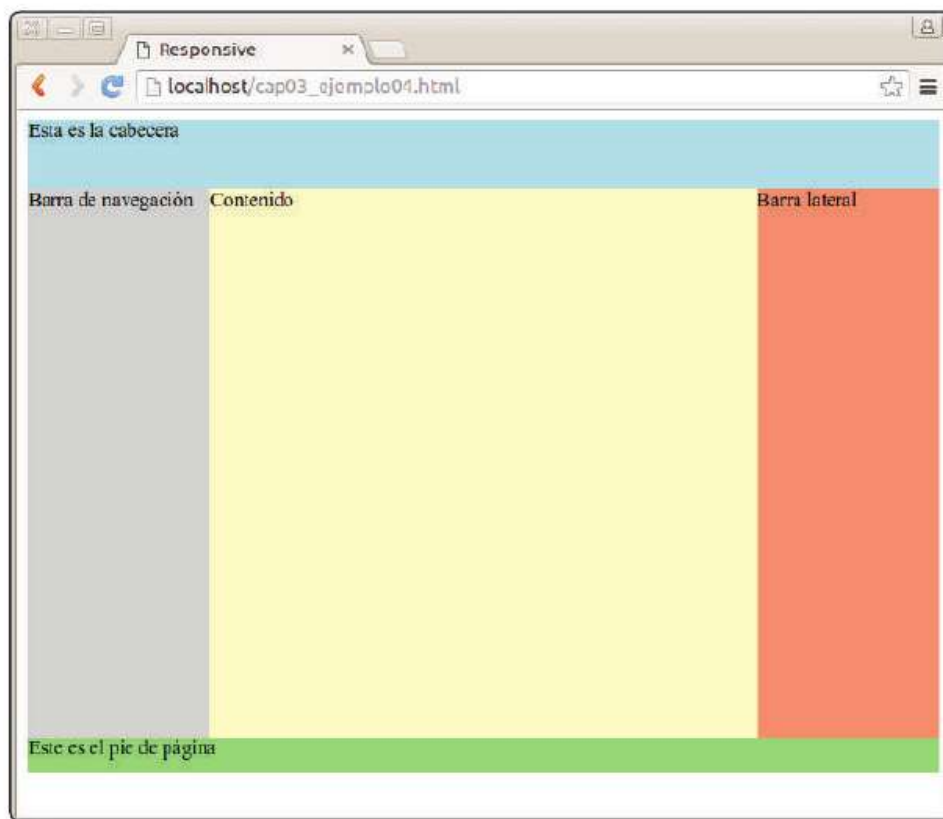 Responsive
localhost/cap03_ejemplo04.html
Esta es la cabecera
Barra de navegación
Contenido
Barra lateral
Este es el pie de página